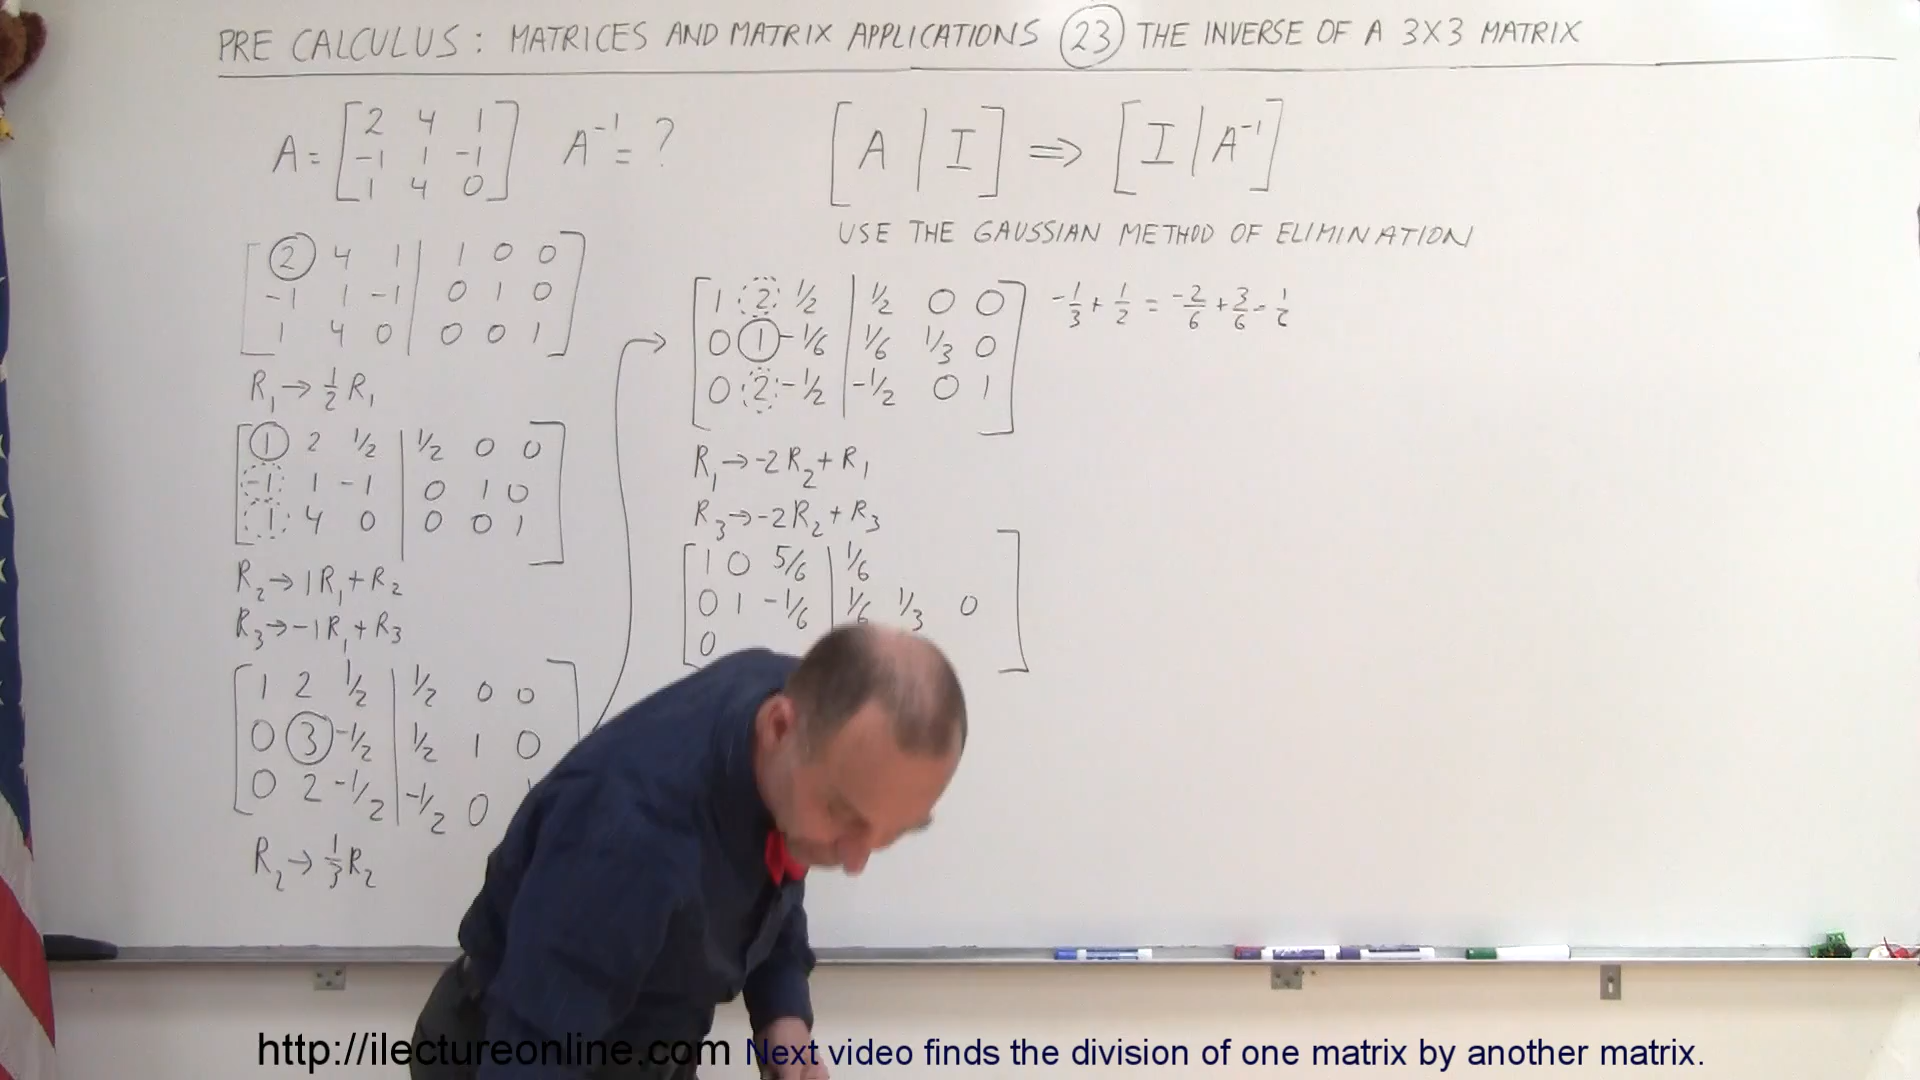 PRE CALCULUS: MATRICES AND MATRIX APPLICATIONS 23 THE INVERSE OF A 3X3 MATRIX
A = [ 2 4 1
-1 1 -1
1 4 0 ]
A⁻¹ = ?
[ A | I ] ⇒ [ I | A⁻¹ ]
USE THE GAUSSIAN METHOD OF ELIMINATION
[ 2 4 1 | 1 0 0
-1 1 -1 | 0 1 0
1 4 0 | 0 0 1 ]
R₁ → 1/2 R₁
[ 1 2 1/2 | 1/2 0 0
-1 1 -1 | 0 1 0
1 4 0 | 0 0 1 ]
R₂ → 1R₁ + R₂
R₃ → -1R₁ + R₃
[ 1 2 1/2 | 1/2 0 0
0 3 -1/2 | 1/2 1 0
0 2 -1/2 | -1/2 0
R₂ → 1/3 R₂
[ 1 2 1/2 | 1/2 0 0
0 1 -1/6 | 1/6 1/3 0
0 2 -1/2 | -1/2 0 1 ]
-1/3 + 1/2 = -2/6 + 3/6 = 1/6
R₁ → -2R₂ + R₁
R₃ → -2R₂ + R₃
[ 1 0 5/6 | 1/6
0 1 -1/6 | 1/6 1/3 0
0 ]
http://ilectureonline.com Next video finds the division of one matrix by another matrix.